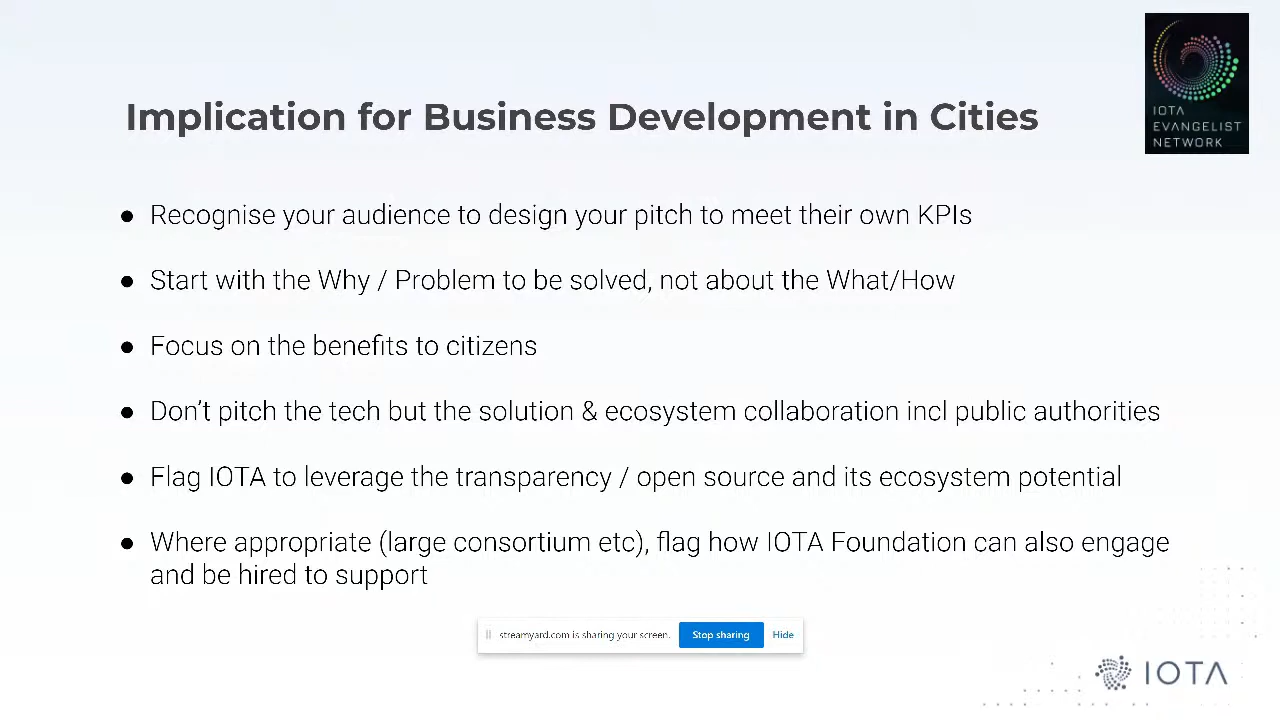 IOTA
EVANGELIST
NETWORK
Implication for Business Development in Cities
● Recognise your audience to design your pitch to meet their own KPIs
● Start with the Why / Problem to be solved, not about the What/How
● Focus on the benefits to citizens
● Don’t pitch the tech but the solution & ecosystem collaboration incl public authorities
● Flag IOTA to leverage the transparency / open source and its ecosystem potential
● Where appropriate (large consortium etc), flag how IOTA Foundation can also engage
and be hired to support
streamyard.com is sharing your screen. Stop sharing Hide
IOTA